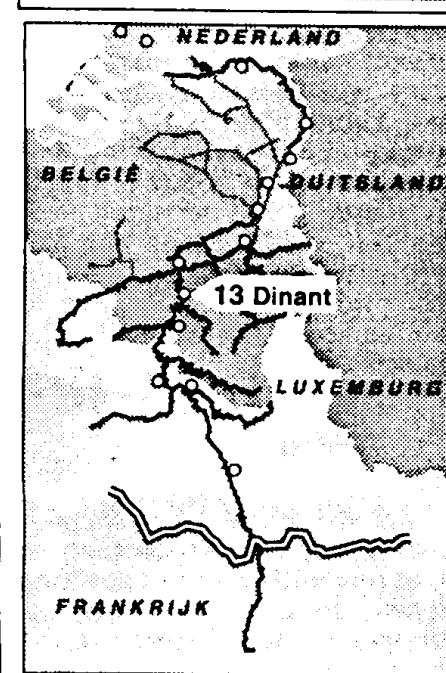 NEDERLAND
BELGIË
DUITSLAND
13 Dinant
LUXEMBURG
FRANKRIJK